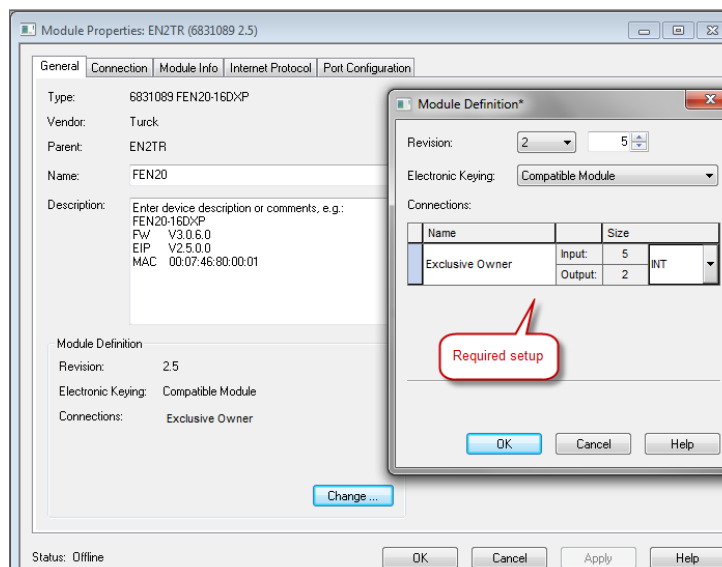 Module Properties: EN2TR (6831089 2.5)
General Connection Module Info Internet Protocol Port Configuration
Type: 6831089 FEN20-16DXP
Vendor: Turck
Parent: EN2TR
Name: FEN20
Description: Enter device description or comments, e.g.:
FEN20-16DXP
FW V3.0.6.0
EIP V2.5.0.0
MAC 00:07:46:80:00:01
Module Definition
Revision: 2.5
Electronic Keying: Compatible Module
Connections: Exclusive Owner
Change ...
Status: Offline
OK Cancel Apply Help
Module Definition*
Revision: 2 5
Electronic Keying: Compatible Module
Connections:
Name Size
Exclusive Owner Input: 5 INT
Output: 2
Required setup
OK Cancel Help